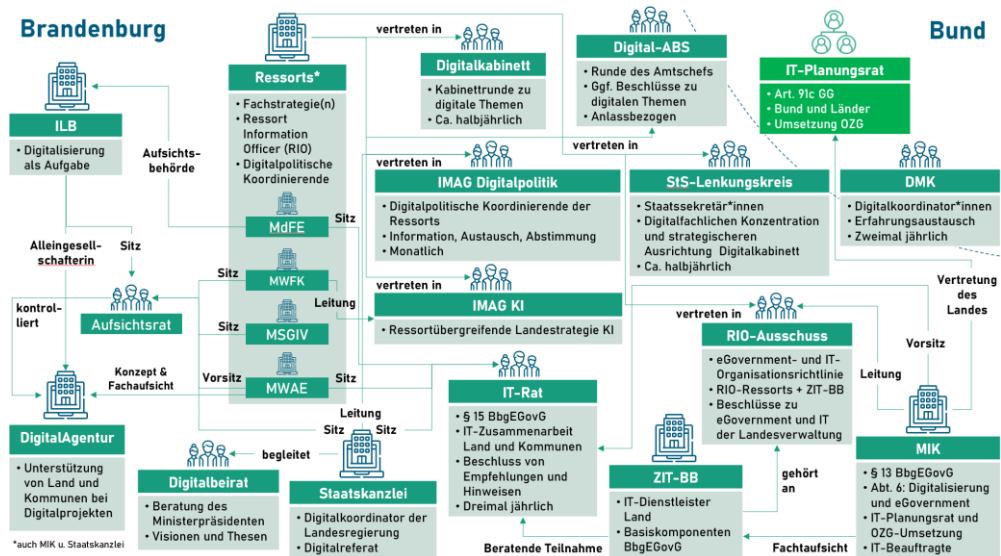 Brandenburg
Bund
ILB
• Digitalisierung
als Aufgabe
Aufsichts-
behörde
Ressorts*
• Fachstrategie(n)
• Ressort
Information
Officer (RIO)
• Digitalpolitische
Koordinierende
MdFE
MWFK
MSGIV
MWAE
vertreten in
Digitalkabinett
• Kabinettrunde zu
digitale Themen
• Ca. halbjährlich
Digital-ABS
• Runde des Amtschefs
• Ggf. Beschlüsse zu
digitalen Themen
• Anlassbezogen
IT-Planungsrat
• Art. 91c GG
• Bund und Länder
• Umsetzung OZG
vertreten in
IMAG Digitalpolitik
• Digitalpolitische Koordinierende der
Ressorts
• Information, Austausch, Abstimmung
• Monatlich
vertreten in
StS-Lenkungskreis
• Staatssekretär*innen
• Digitalfachlichen Konzentration
und strategischeren
Ausrichtung Digitalkabinett
• Ca. halbjährlich
DMK
• Digitalkoordinator*innen
• Erfahrungsaustausch
• Zweimal jährlich
Sitz
Alleingesell-
schafterin
Sitz
Sitz
Leitung
vertreten in
IMAG KI
• Ressortübergreifende Landestrategie KI
Vertretung
des
Landes
kontrol-
liert
Aufsichtsrat
Sitz
Konzept &
Fachaufsicht
Vorsitz
Sitz
vertreten in
RIO-Ausschuss
• eGovernment- und IT-
Organisationsrichtlinie
• RIO-Ressorts + ZIT-BB
• Beschlüsse zu
eGovernment und IT
der Landesverwaltung
Vorsitz
Leitung
IT-Rat
• § 15 BbgEGovG
• IT-Zusammenarbeit
Land und Kommunen
• Beschluss von
Empfehlungen und
Hinweisen
• Dreimal jährlich
Leitung
Sitz
Sitz
DigitalAgentur
• Unterstützung
von Land und
Kommunen bei
Digitalprojekten
begleitet
Digitalbeirat
• Beratung des
Ministerpräsidenten
• Visionen und Thesen
Staatskanzlei
• Digitalkoordinator der
Landesregierung
• Digitalreferat
ZIT-BB
• IT-Dienstleister
Land
• Basiskomponenten
BbgEGovG
gehört
an
MIK
• § 13 BbgEGovG
• Abt. 6: Digitalisierung
und eGovernment
• IT-Planungsrat und
OZG-Umsetzung
• IT-Beauftragte
*auch MIK u. Staatskanzlei
Beratende Teilnahme
Fachtaufsicht